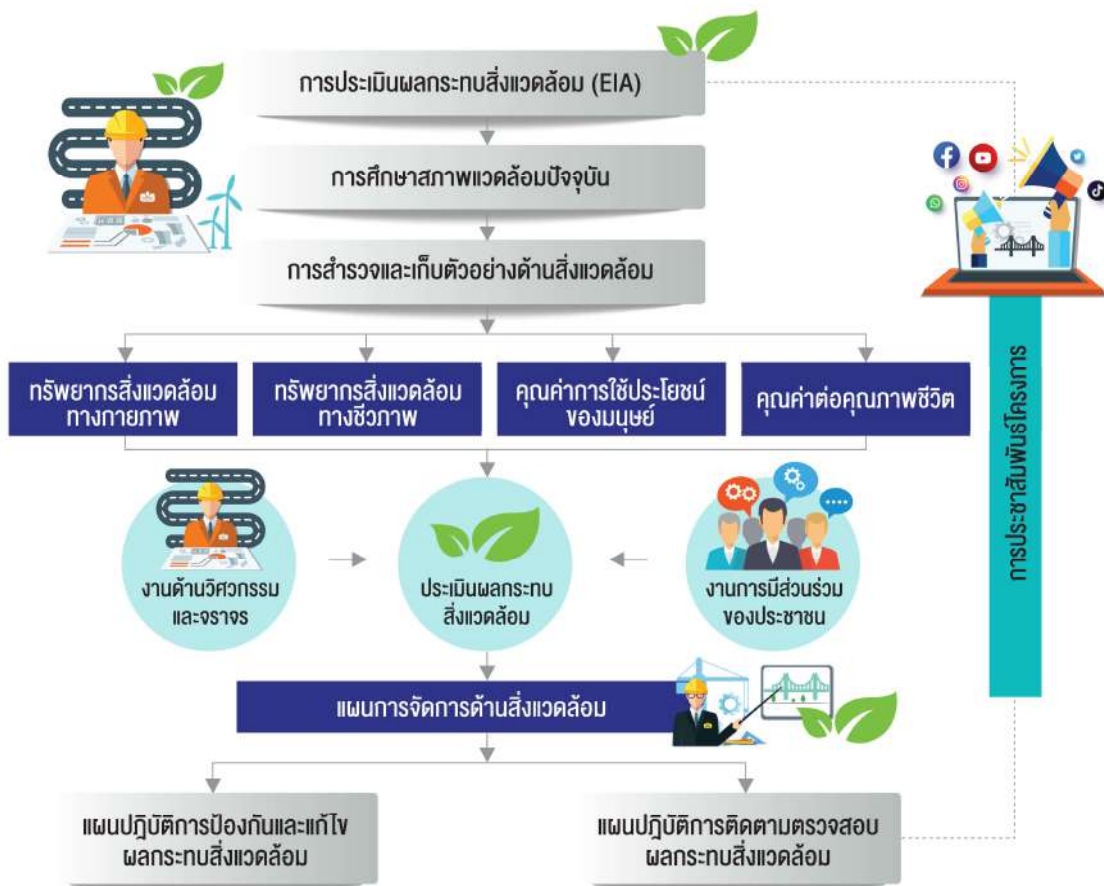 การประเมินผลกระทบสิ่งแวดล้อม (EIA)
การศึกษาสภาพแวดล้อมปัจจุบัน
การสำรวจและเก็บตัวอย่างด้านสิ่งแวดล้อม
ทรัพยากรสิ่งแวดล้อม
ทางกายภาพ
ทรัพยากรสิ่งแวดล้อม
ทางชีวภาพ
คุณค่าการใช้ประโยชน์
ของมนุษย์
คุณค่าต่อคุณภาพชีวิต
งานด้านวิศวกรรม
และจราจร
ประเมินผลกระทบ
สิ่งแวดล้อม
งานการมีส่วนร่วม
ของประชาชน
แผนการจัดการด้านสิ่งแวดล้อม
แผนปฏิบัติการป้องกันและแก้ไข
ผลกระทบสิ่งแวดล้อม
แผนปฏิบัติการติดตามตรวจสอบ
ผลกระทบสิ่งแวดล้อม
การประชาสัมพันธ์โครงการ